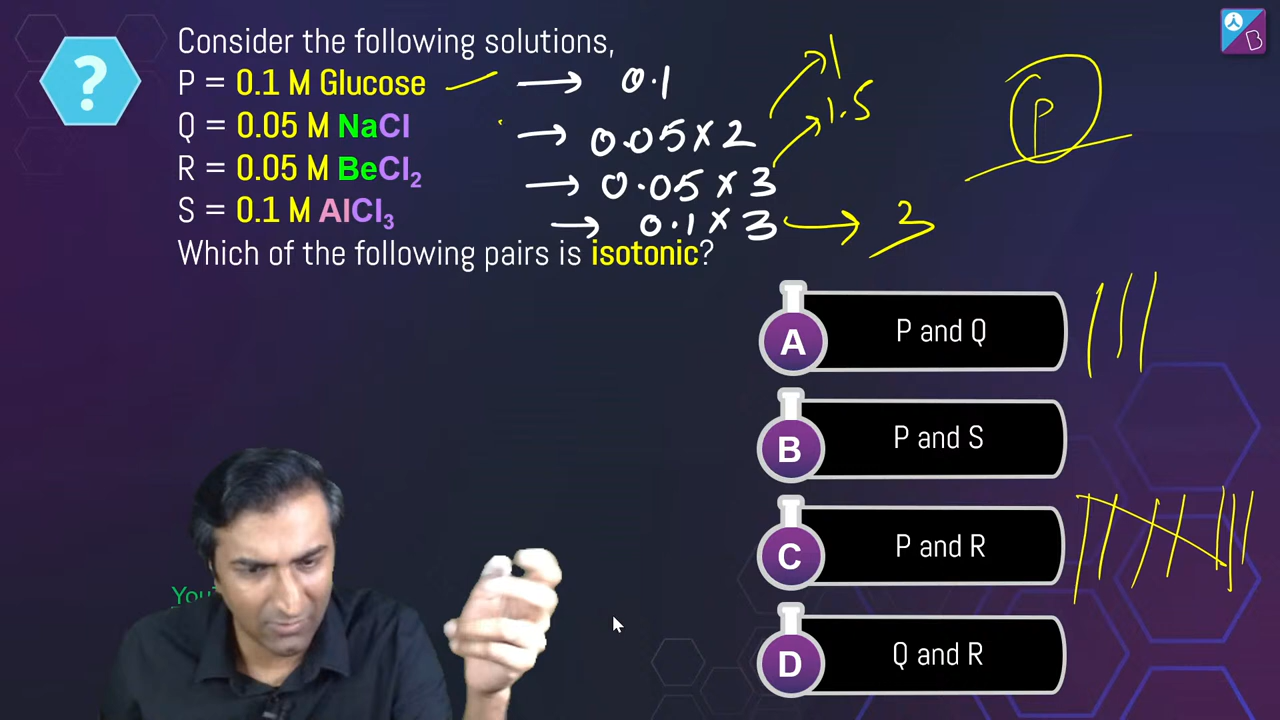 Consider the following solutions,
P = 0.1 M Glucose → 0.1
Q = 0.05 M NaCl → 0.05 × 2 → 1
R = 0.05 M BeCl₂ → 0.05 × 3 → 1.5
S = 0.1 M AlCl₃ → 0.1 × 3 → 3
Which of the following pairs is isotonic?
P
A P and Q
B P and S
C P and R
D Q and R
?
B
You